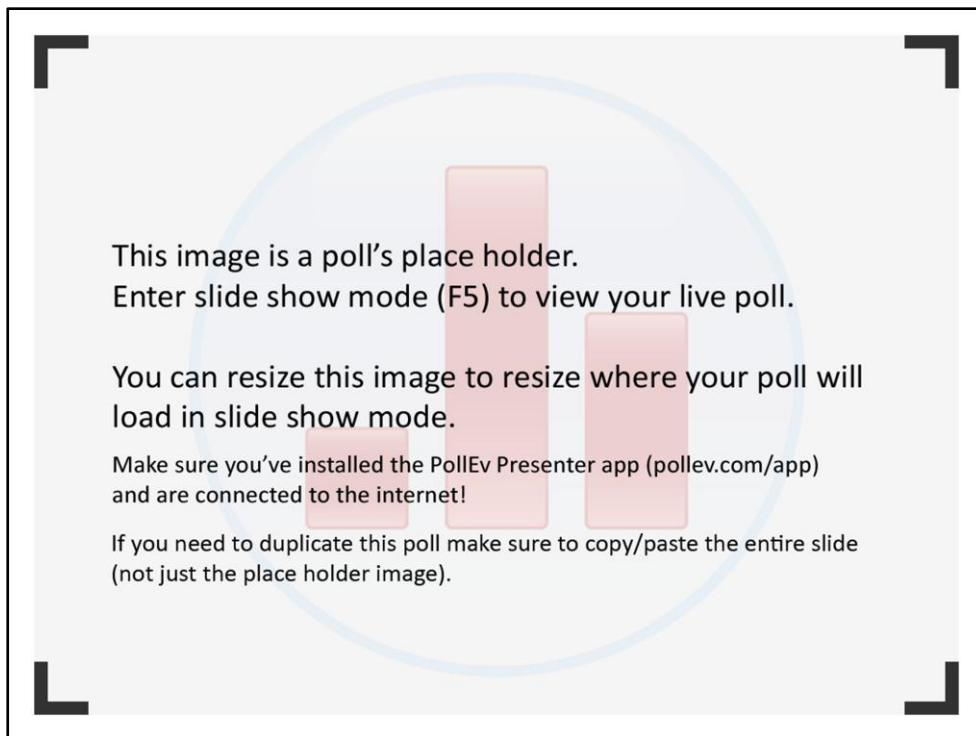 This image is a poll’s place holder.
Enter slide show mode (F5) to view your live poll.
You can resize this image to resize where your poll will
load in slide show mode.
Make sure you’ve installed the PollEv Presenter app (pollev.com/app)
and are connected to the internet!
If you need to duplicate this poll make sure to copy/paste the entire slide
(not just the place holder image).